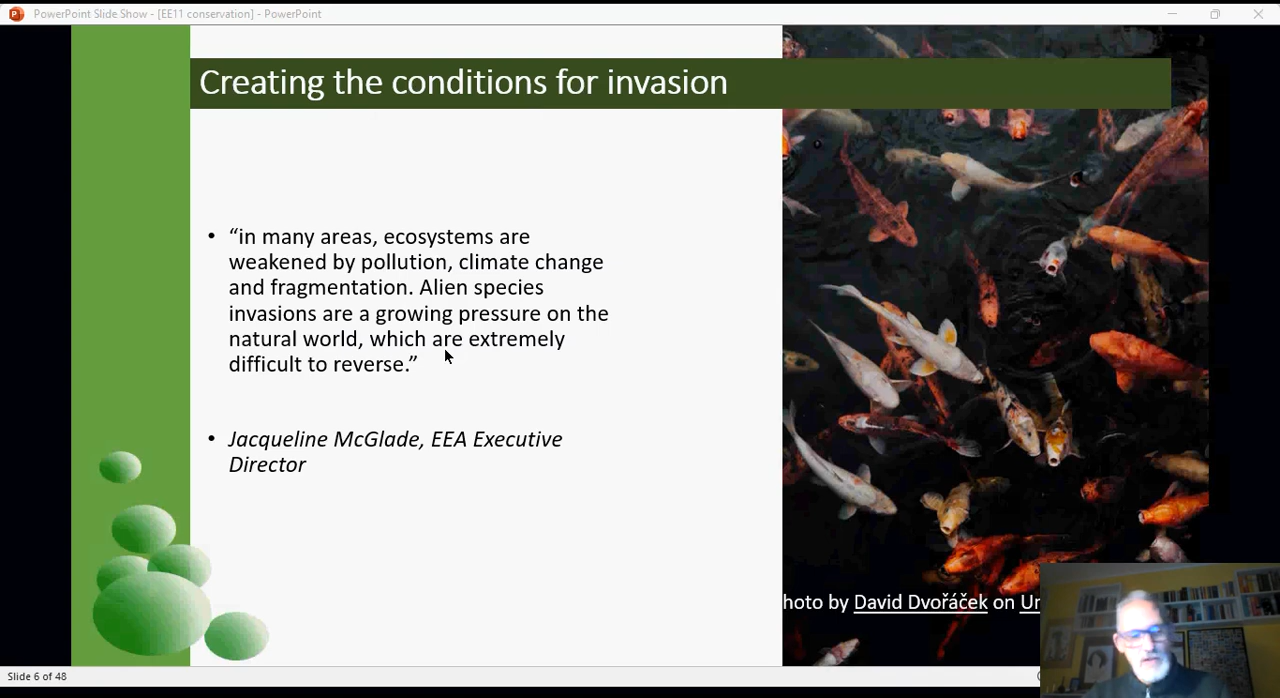 PowerPoint Slide Show - [EE11 conservation] - PowerPoint
Creating the conditions for invasion
• “in many areas, ecosystems are
weakened by pollution, climate change
and fragmentation. Alien species
invasions are a growing pressure on the
natural world, which are extremely
difficult to reverse.”
• Jacqueline McGlade, EEA Executive
Director
hoto by David Dvořáček on
Slide 6 of 48